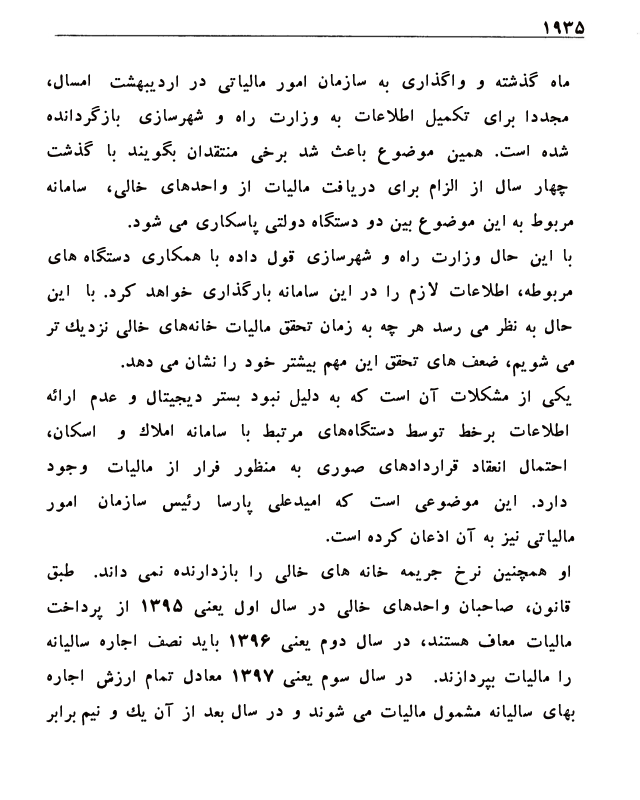 ۱۹۳۵
ماه گذشته و واگذاری به سازمان امور مالیاتی در اردیبهشت امسال،
مجددا برای تکمیل اطلاعات به وزارت راه و شهرسازی بازگردانده
شده است. همین موضوع باعث شد برخی منتقدان بگویند با گذشت
چهار سال از الزام برای دریافت مالیات از واحدهای خالی، سامانه
مربوط به این موضوع بین دو دستگاه دولتی پاسکاری می شود.
با این حال وزارت راه و شهرسازی قول داده با همکاری دستگاه های
مربوطه، اطلاعات لازم را در این سامانه بارگذاری خواهد کرد. با این
حال به نظر می رسد هر چه به زمان تحقق مالیات خانه‌های خالی نزدیك تر
می شویم، ضعف های تحقق این مهم بیشتر خود را نشان می دهد.
یکی از مشکلات آن است که به دلیل نبود بستر دیجیتال و عدم ارائه
اطلاعات برخط توسط دستگاه‌های مرتبط با سامانه املاك و اسکان،
احتمال انعقاد قراردادهای صوری به منظور فرار از مالیات وجود
دارد. این موضوعی است که امیدعلی پارسا رئیس سازمان امور
مالیاتی نیز به آن اذعان کرده است.
او همچنین نرخ جریمه خانه های خالی را بازدارنده نمی داند. طبق
قانون، صاحبان واحدهای خالی در سال اول یعنی ۱۳۹۵ از پرداخت
مالیات معاف هستند، در سال دوم یعنی ۱۳۹۶ باید نصف اجاره سالیانه
را مالیات بپردازند. در سال سوم یعنی ۱۳۹۷ معادل تمام ارزش اجاره
بهای سالیانه مشمول مالیات می شوند و در سال بعد از آن یك و نیم برابر